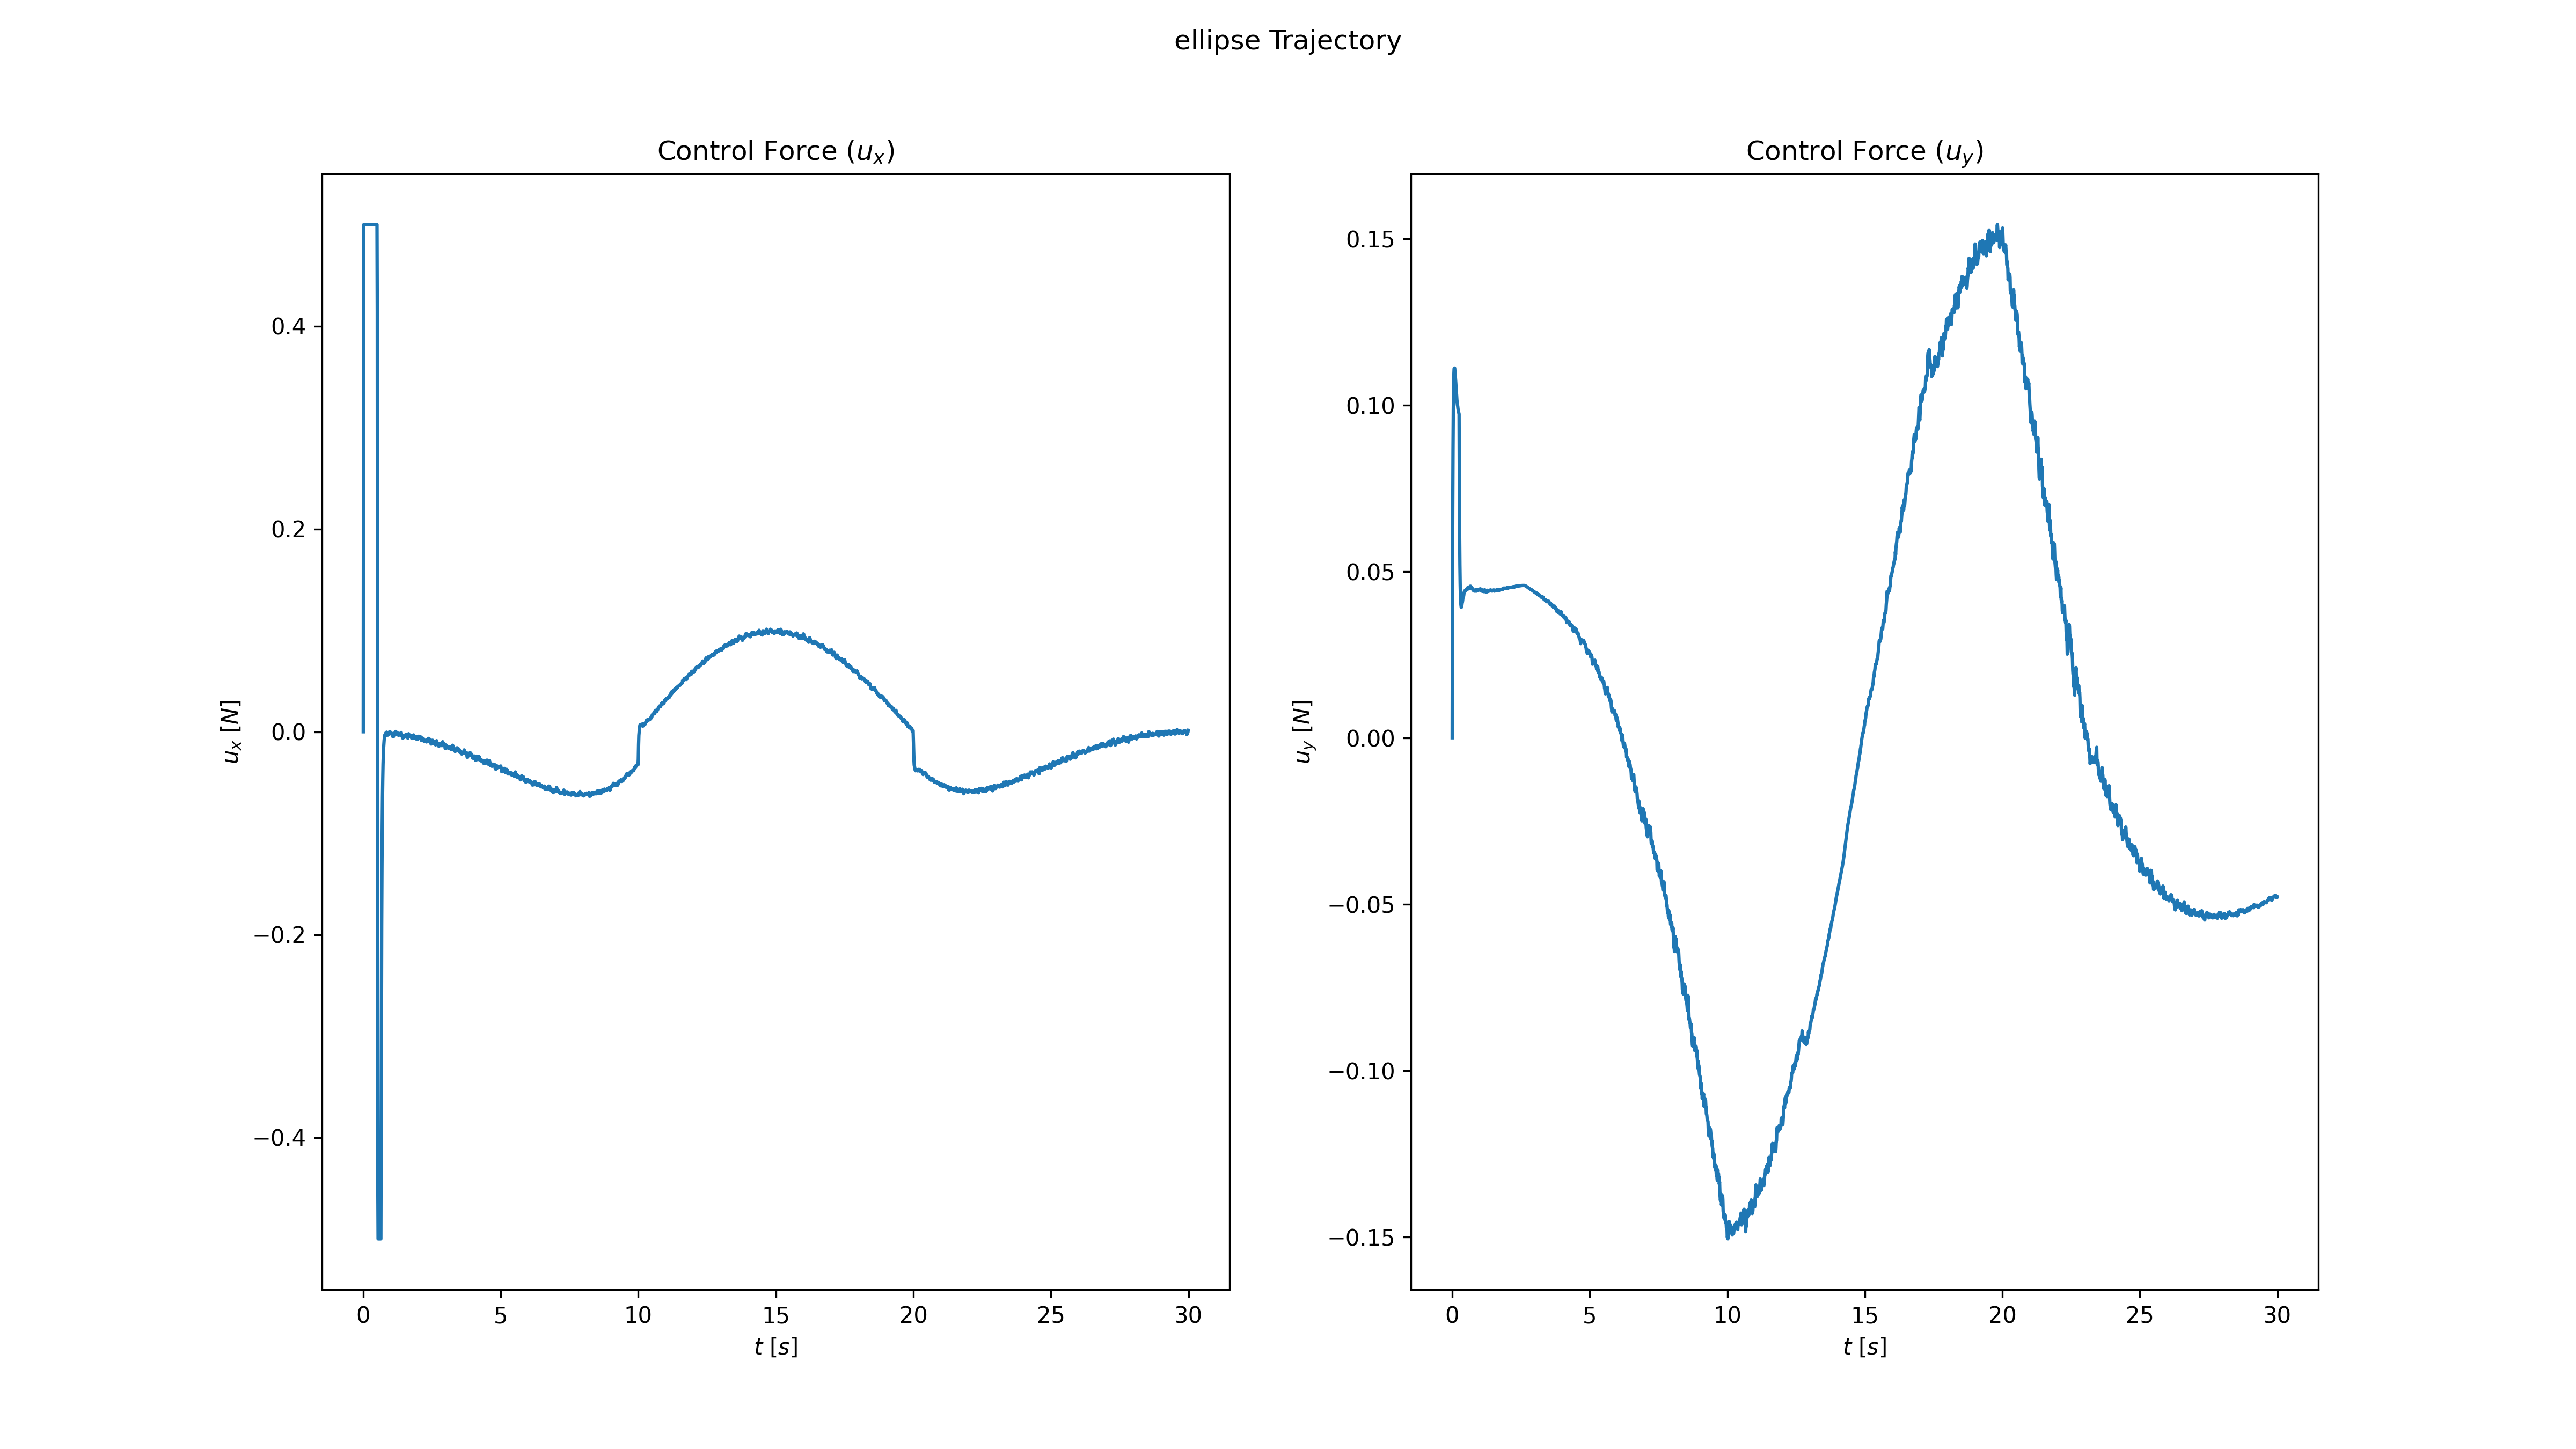 ellipse Trajectory
Control Force (u_x)
0.4
0.2
0.0
−0.2
−0.4
u_x [N]
0 5 10 15 20 25 30
t [s]
Control Force (u_y)
0.15
0.10
0.05
0.00
−0.05
−0.10
−0.15
u_y [N]
0 5 10 15 20 25 30
t [s]